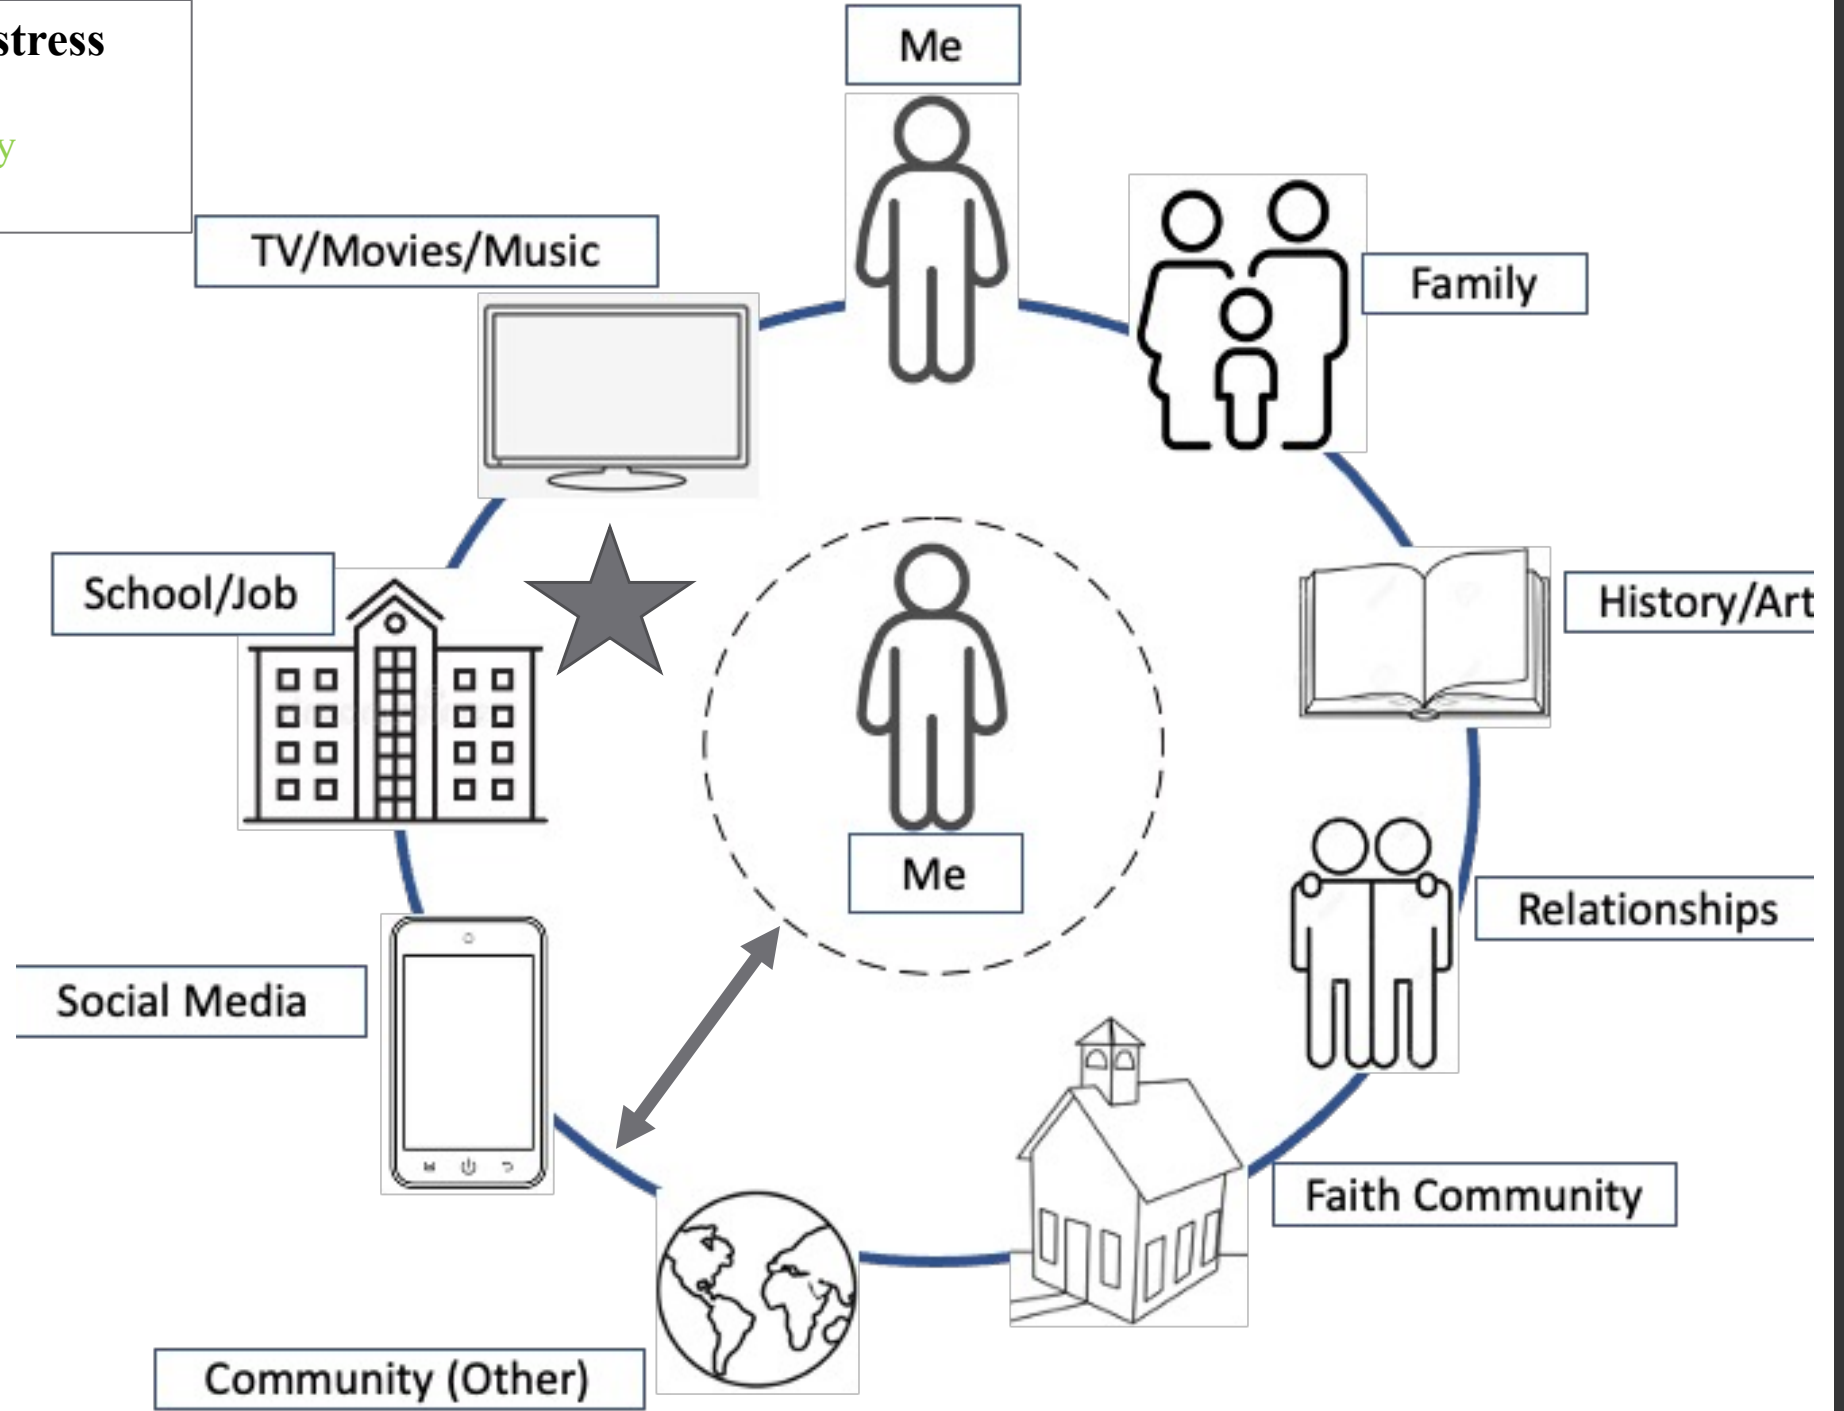 stress
y
Me
TV/Movies/Music
Family
School/Job
History/Art
Me
Relationships
Social Media
Faith Community
Community (Other)